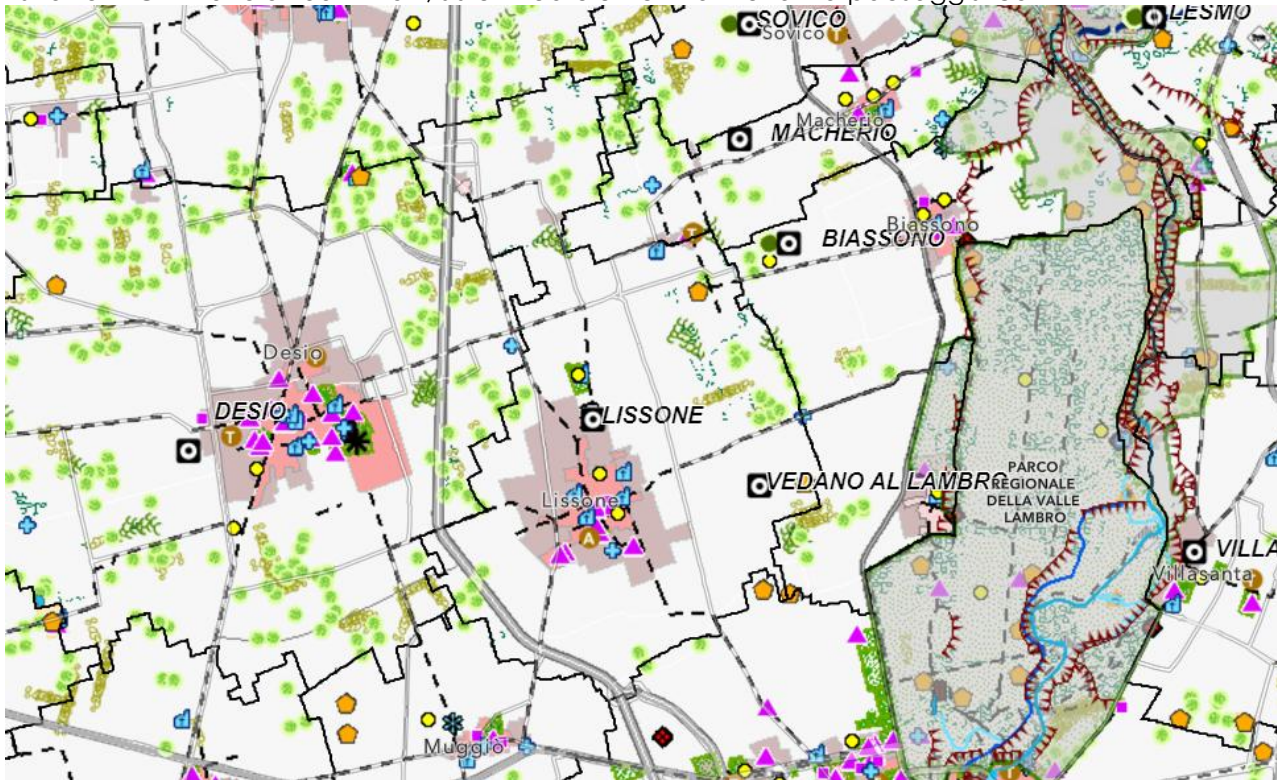 SOVICO
Sovico
T
LESMO
Macherio
MACHERIO
Biassono
BIASSONO
T
Desio
T
DESIO
T
LISSONE
Lissone
A
VEDANO AL LAMBR
PARCO
REGIONALE
DELLA VALLE
LAMBRO
VILLA
Villasanta
Muggiò